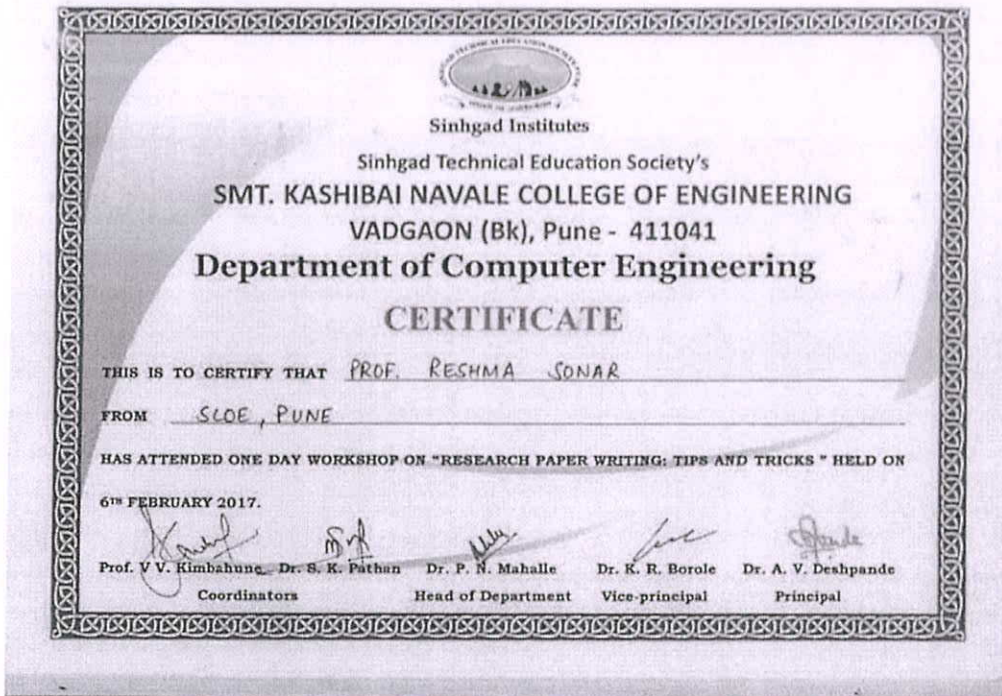 Sinhgad Institutes
Sinhgad Technical Education Society's
SMT. KASHIBAI NAVALE COLLEGE OF ENGINEERING
VADGAON (Bk), Pune - 411041
Department of Computer Engineering
CERTIFICATE
THIS IS TO CERTIFY THAT PROF. RESHMA SONAR
FROM SLOE, PUNE
HAS ATTENDED ONE DAY WORKSHOP ON "RESEARCH PAPER WRITING: TIPS AND TRICKS " HELD ON
6TH FEBRUARY 2017.
Prof. V V. Kimbahune Dr. S. K. Pathan Dr. P. N. Mahalle Dr. K. R. Borole Dr. A. V. Deshpande
Coordinators Head of Department Vice-principal Principal